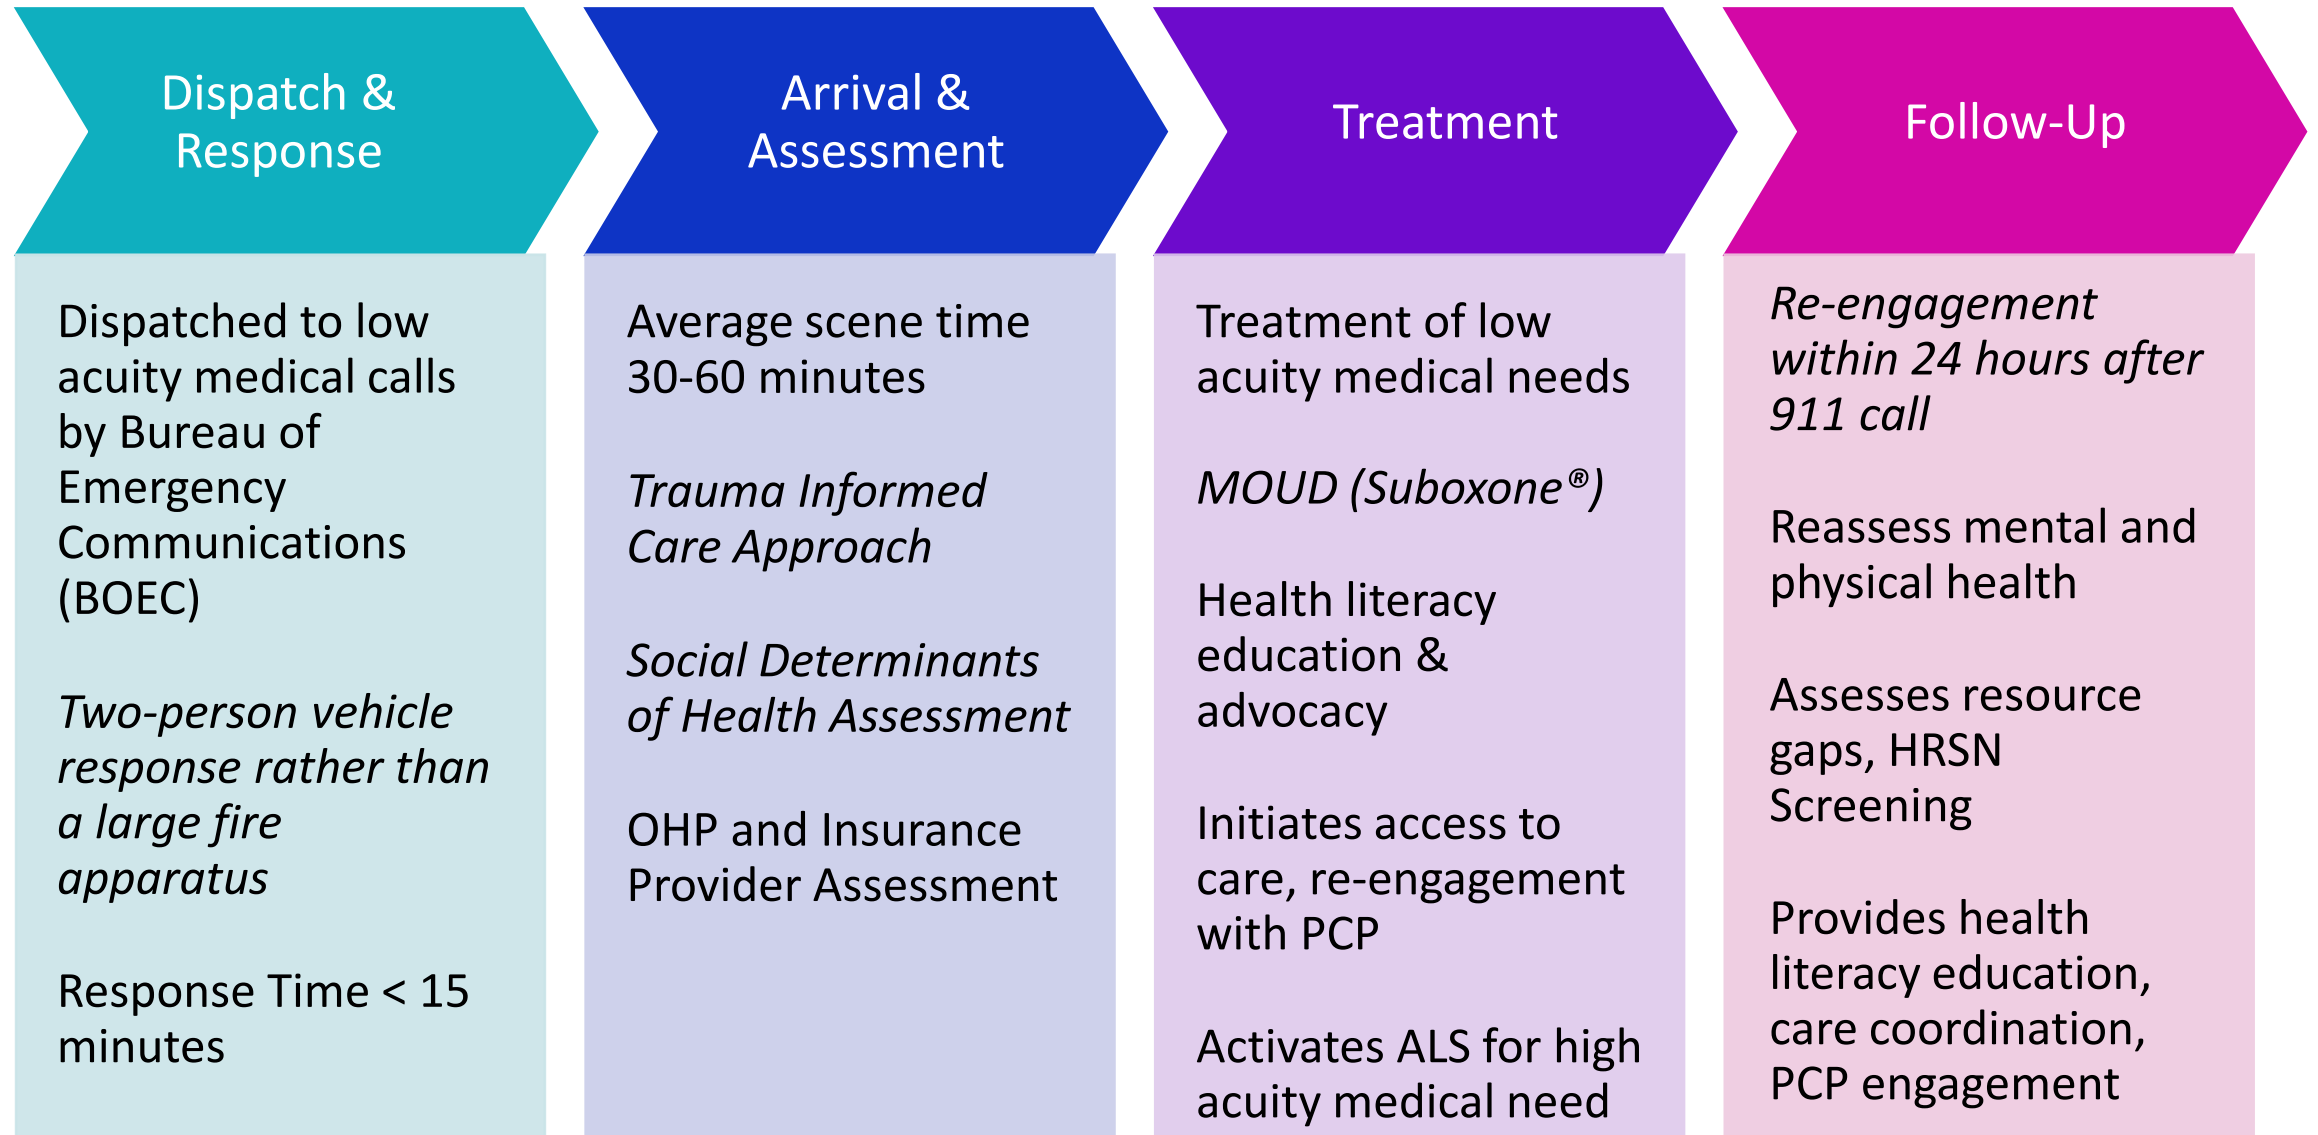 Dispatch &
Response
Dispatched to low
acuity medical calls
by Bureau of
Emergency
Communications
(BOEC)
Two-person vehicle
response rather than
a large fire
apparatus
Response Time < 15
minutes
Arrival &
Assessment
Average scene time
30-60 minutes
Trauma Informed
Care Approach
Social Determinants
of Health Assessment
OHP and Insurance
Provider Assessment
Treatment
Treatment of low
acuity medical needs
MOUD (Suboxone®)
Health literacy
education &
advocacy
Initiates access to
care, re-engagement
with PCP
Activates ALS for high
acuity medical need
Follow-Up
Re-engagement
within 24 hours after
911 call
Reassess mental and
physical health
Assesses resource
gaps, HRSN
Screening
Provides health
literacy education,
care coordination,
PCP engagement